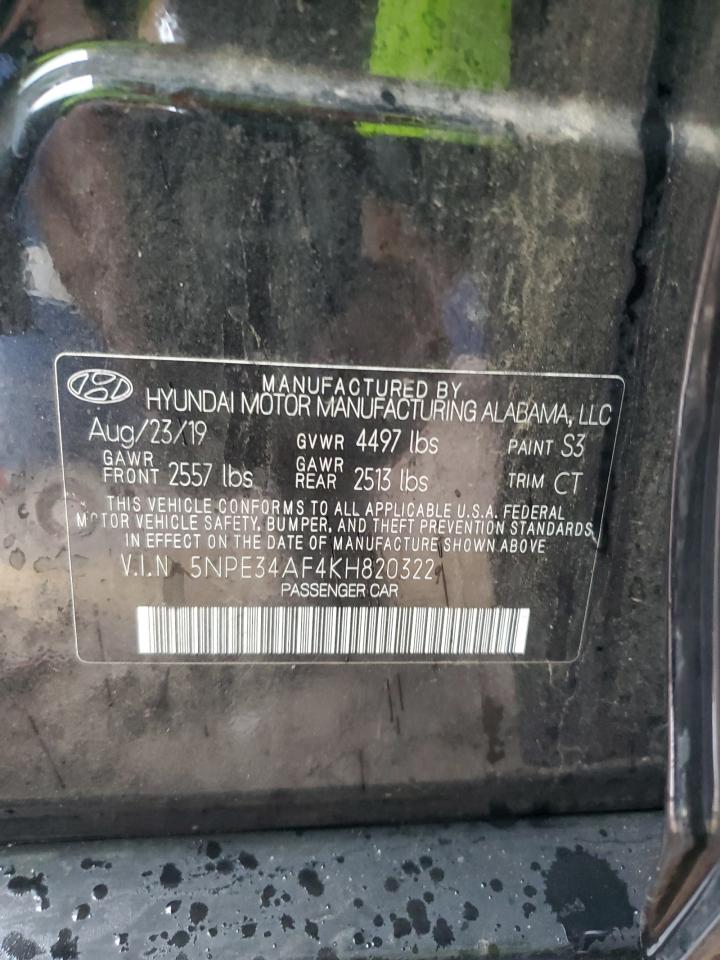 MANUFACTURED BY
HYUNDAI MOTOR MANUFACTURING ALABAMA, LLC
Aug/23/19 GVWR 4497 lbs PAINT S3
GAWR FRONT 2557 lbs GAWR REAR 2513 lbs TRIM CT
THIS VEHICLE CONFORMS TO ALL APPLICABLE U.S.A. FEDERAL
MOTOR VEHICLE SAFETY, BUMPER, AND THEFT PREVENTION STANDARDS
IN EFFECT ON THE DATE OF MANUFACTURE SHOWN ABOVE
V.I.N 5NPE34AF4KH820322
PASSENGER CAR